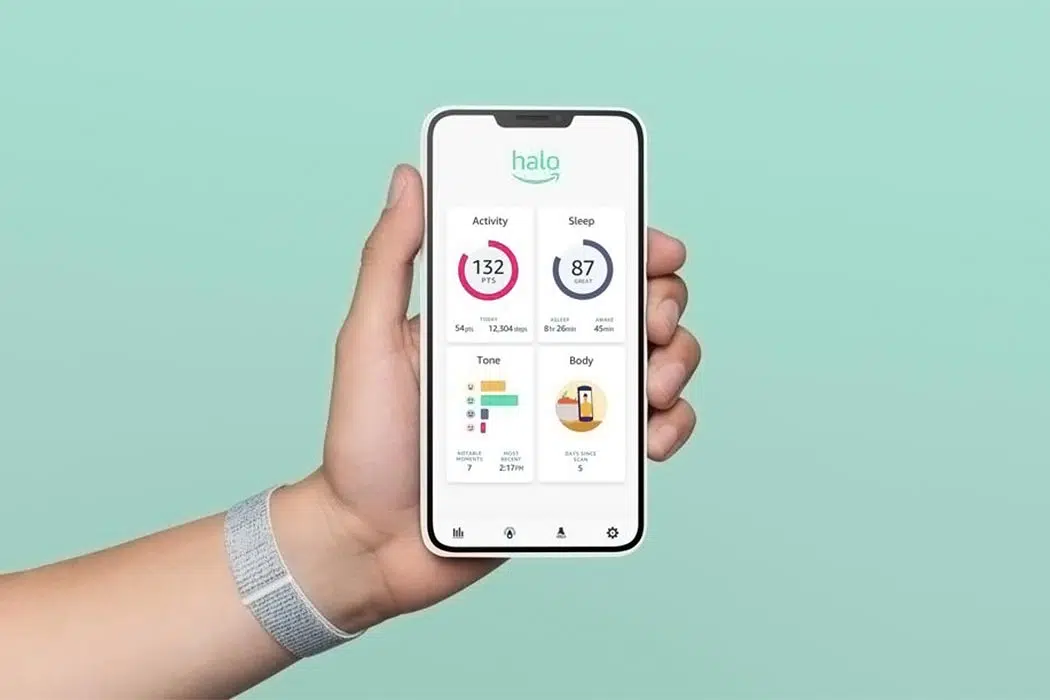 halo
Activity
132
PTS
TODAY
54pts 12,304 steps
Sleep
87
GREAT
ASLEEP AWAKE
8hr 26min 45min
Tone
NOTABLE MOMENTS
MOST RECENT
7 2:17PM
Body
DAYS SINCE
SCAN
5